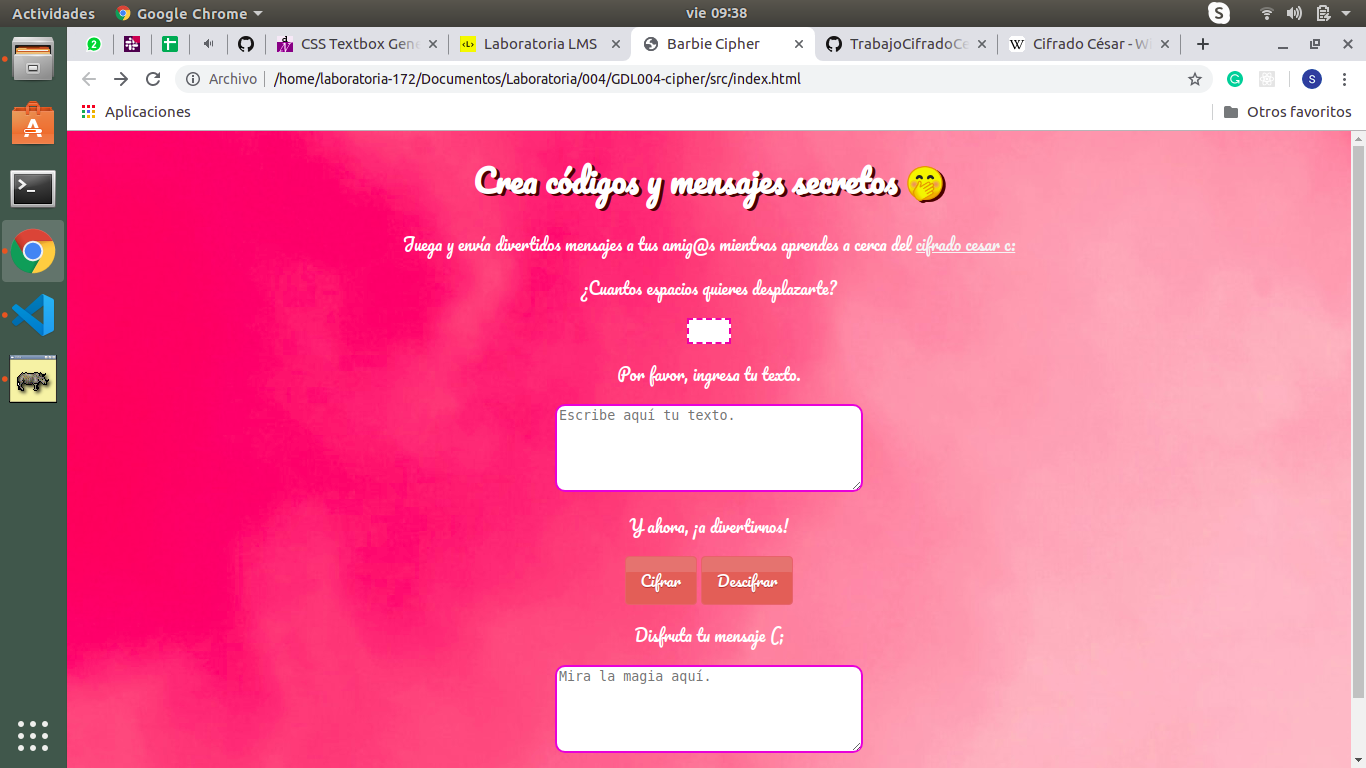 Actividades Google Chrome vie 09:38 S
2 CSS Textbox Gene <L> Laboratoria LMS Barbie Cipher TrabajoCifradoCe W Cifrado César - Wi
Archivo /home/laboratoria-172/Documentos/Laboratoria/004/GDL004-cipher/src/index.html S
Aplicaciones Otros favoritos
Crea códigos y mensajes secretos
Juega y envía divertidos mensajes a tus amig@s mientras aprendes a cerca del cifrado cesar c:
¿Cuantos espacios quieres desplazarte?
Por favor, ingresa tu texto.
Escribe aquí tu texto.
Y ahora, ¡a divertirnos!
Cifrar Descifrar
Disfruta tu mensaje (;
Mira la magia aquí.